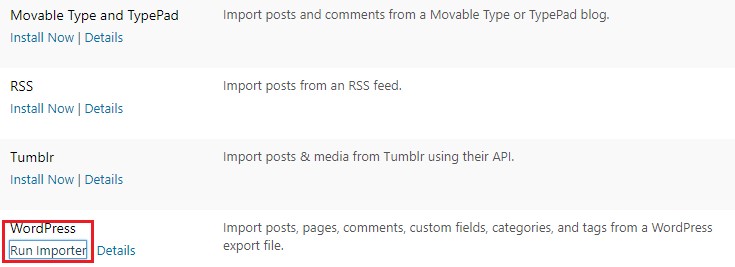 Movable Type and TypePad Import posts and comments from a Movable Type or TypePad blog.
Install Now | Details
RSS Import posts from an RSS feed.
Install Now | Details
Tumblr Import posts & media from Tumblr using their API.
Install Now | Details
WordPress Import posts, pages, comments, custom fields, categories, and tags from a WordPress
Run Importer Details export file.